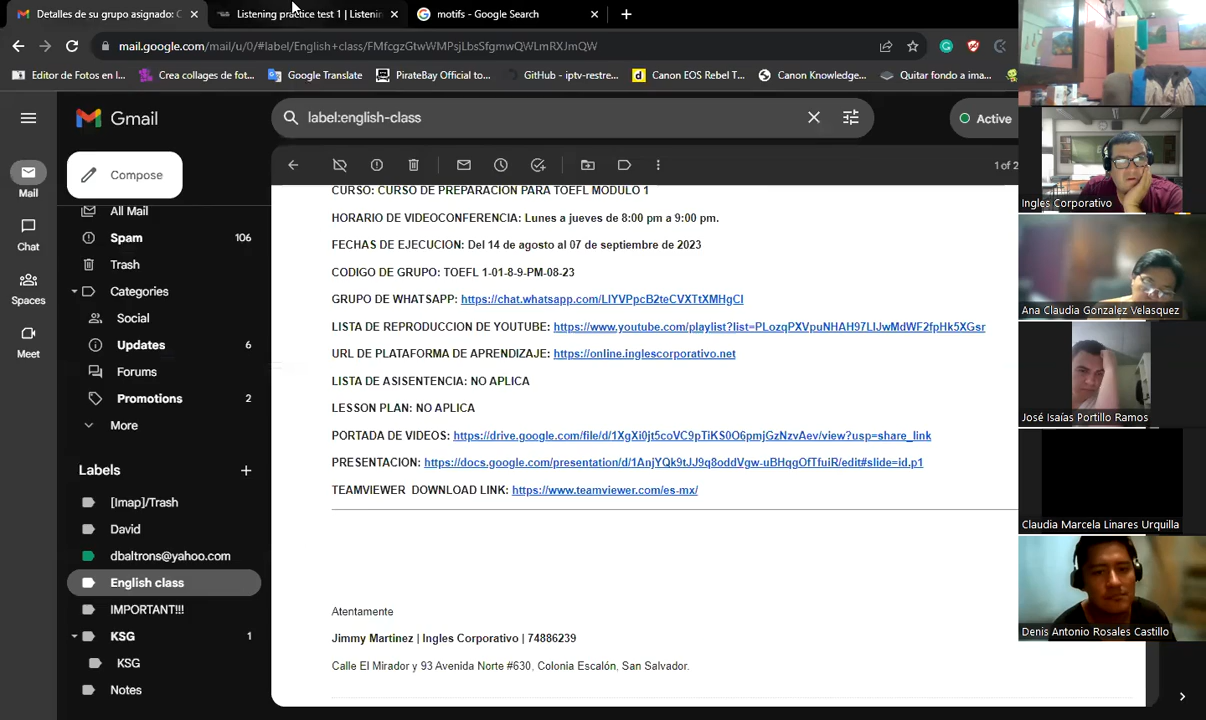 Detalles de su grupo asignado: C
Listening practice test 1 | Listenin
motifs - Google Search
mail.google.com/mail/u/0/#label/English+class/FMfcgzGtwWMPsjLbsSfgmwQWLmRXJmQW
Editor de Fotos en l...
Crea collages de fot...
Google Translate
PirateBay Official to...
GitHub - iptv-restre...
Canon EOS Rebel T...
Canon Knowledge...
Quitar fondo a ima...
Gmail
label:english-class
Active
Compose
1 of 2
Mail
Chat
Spaces
Meet
All Mail
Spam 106
Trash
Categories
Social
Updates 6
Forums
Promotions 2
More
Labels
[Imap]/Trash
David
dbaltrons@yahoo.com
English class
IMPORTANT!!!
KSG 1
KSG
Notes
CURSO: CURSO DE PREPARACION PARA TOEFL MODULO 1
HORARIO DE VIDEOCONFERENCIA: Lunes a jueves de 8:00 pm a 9:00 pm.
FECHAS DE EJECUCION: Del 14 de agosto al 07 de septiembre de 2023
CODIGO DE GRUPO: TOEFL 1-01-8-9-PM-08-23
GRUPO DE WHATSAPP: https://chat.whatsapp.com/LIYVPpcB2teCVXTtXMHgCI
LISTA DE REPRODUCCION DE YOUTUBE: https://www.youtube.com/playlist?list=PLozqPXVpuNHAH97LIJwMdWF2fpHk5XGsr
URL DE PLATAFORMA DE APRENDIZAJE: https://online.inglescorporativo.net
LISTA DE ASISENTENCIA: NO APLICA
LESSON PLAN: NO APLICA
PORTADA DE VIDEOS: https://drive.google.com/file/d/1XgXi0jt5coVC9pTiKS0O6pmjGzNzvAev/view?usp=share_link
PRESENTACION: https://docs.google.com/presentation/d/1AnjYQk9tJJ9q8oddVgw-uBHqgOfTfuiR/edit#slide=id.p1
TEAMVIEWER DOWNLOAD LINK: https://www.teamviewer.com/es-mx/
Atentamente
Jimmy Martinez | Ingles Corporativo | 74886239
Calle El Mirador y 93 Avenida Norte #630, Colonia Escalón, San Salvador.
Ingles Corporativo
Ana Claudia Gonzalez Velasquez
José Isaías Portillo Ramos
Claudia Marcela Linares Urquilla
Denis Antonio Rosales Castillo